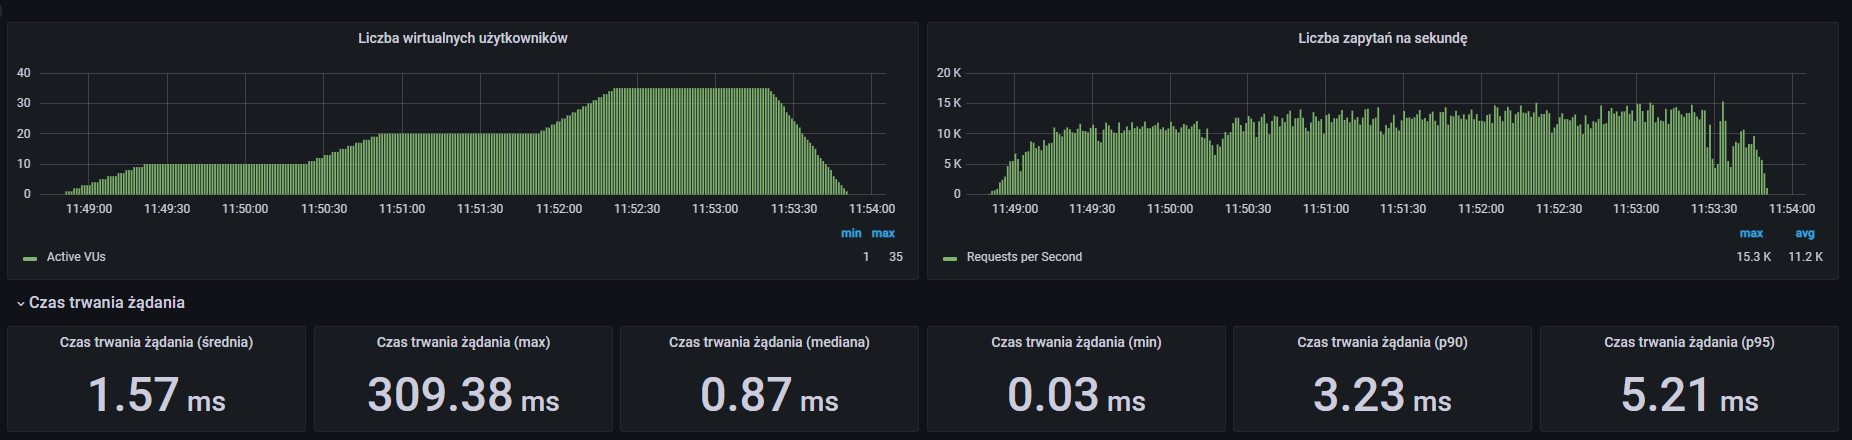 Liczba wirtualnych użytkowników
40
30
20
10
0
11:49:00 11:49:30 11:50:00 11:50:30 11:51:00 11:51:30 11:52:00 11:52:30 11:53:00 11:53:30 11:54:00
min max
Active VUs 1 35
Liczba zapytań na sekundę
20 K
15 K
10 K
5 K
0
11:49:00 11:49:30 11:50:00 11:50:30 11:51:00 11:51:30 11:52:00 11:52:30 11:53:00 11:53:30 11:54:00
max avg
Requests per Second 15.3 K 11.2 K
Czas trwania żądania
Czas trwania żądania (średnia)
1.57 ms
Czas trwania żądania (max)
309.38 ms
Czas trwania żądania (mediana)
0.87 ms
Czas trwania żądania (min)
0.03 ms
Czas trwania żądania (p90)
3.23 ms
Czas trwania żądania (p95)
5.21 ms